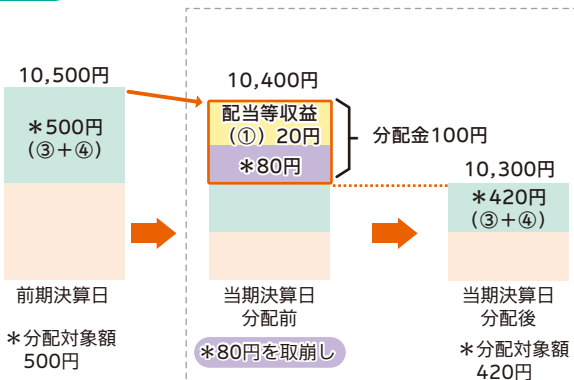 10,500円
*500円
(③+④)
前期決算日
*分配対象額
500円
10,400円
配当等収益
(①) 20円
*80円
分配金100円
当期決算日
分配前
*80円を取崩し
10,300円
*420円
(③+④)
当期決算日
分配後
*分配対象額
420円